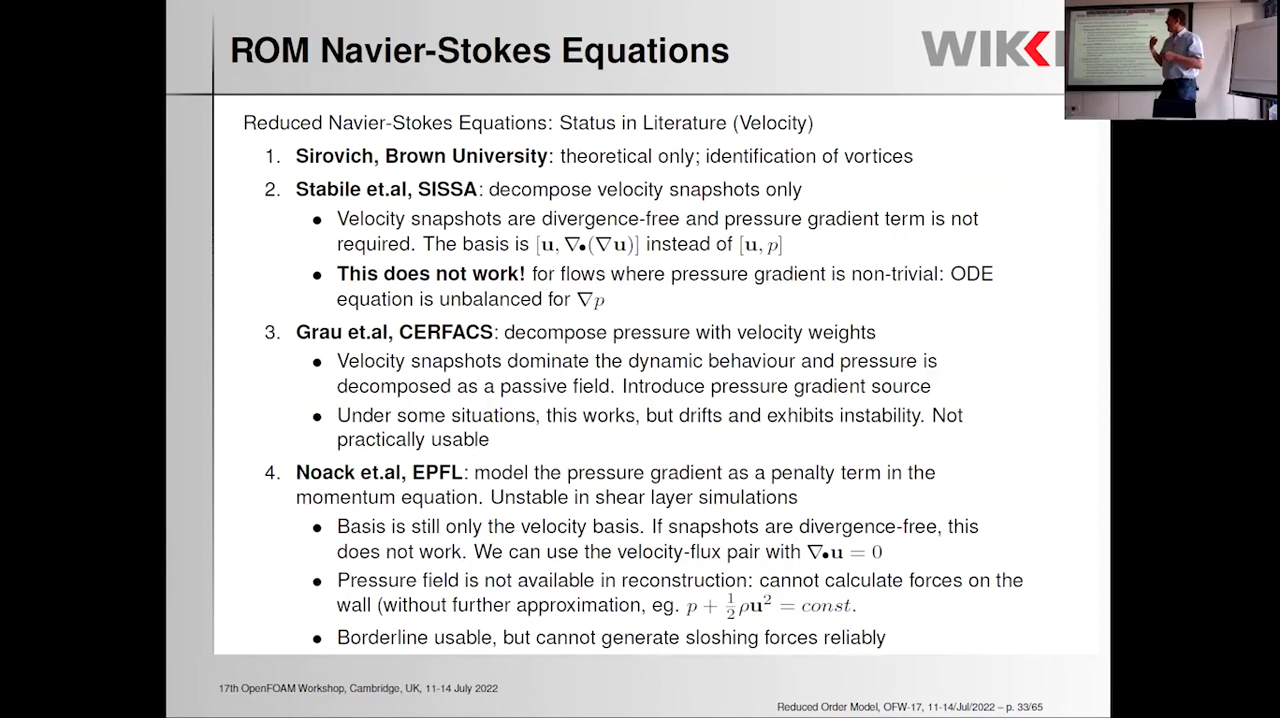 ROM Navier-Stokes Equations
WIKK
Reduced Navier-Stokes Equations: Status in Literature (Velocity)
1. Sirovich, Brown University: theoretical only; identification of vortices
2. Stabile et.al, SISSA: decompose velocity snapshots only
• Velocity snapshots are divergence-free and pressure gradient term is not
required. The basis is [u, ∇•(∇u)] instead of [u, p]
• This does not work! for flows where pressure gradient is non-trivial: ODE
equation is unbalanced for ∇p
3. Grau et.al, CERFACS: decompose pressure with velocity weights
• Velocity snapshots dominate the dynamic behaviour and pressure is
decomposed as a passive field. Introduce pressure gradient source
• Under some situations, this works, but drifts and exhibits instability. Not
practically usable
4. Noack et.al, EPFL: model the pressure gradient as a penalty term in the
momentum equation. Unstable in shear layer simulations
• Basis is still only the velocity basis. If snapshots are divergence-free, this
does not work. We can use the velocity-flux pair with ∇•u = 0
• Pressure field is not available in reconstruction: cannot calculate forces on the
wall (without further approximation, eg. p + ½ρu² = const.
• Borderline usable, but cannot generate sloshing forces reliably
17th OpenFOAM Workshop, Cambridge, UK, 11-14 July 2022
Reduced Order Model, OFW-17, 11-14/Jul/2022 – p. 33/65